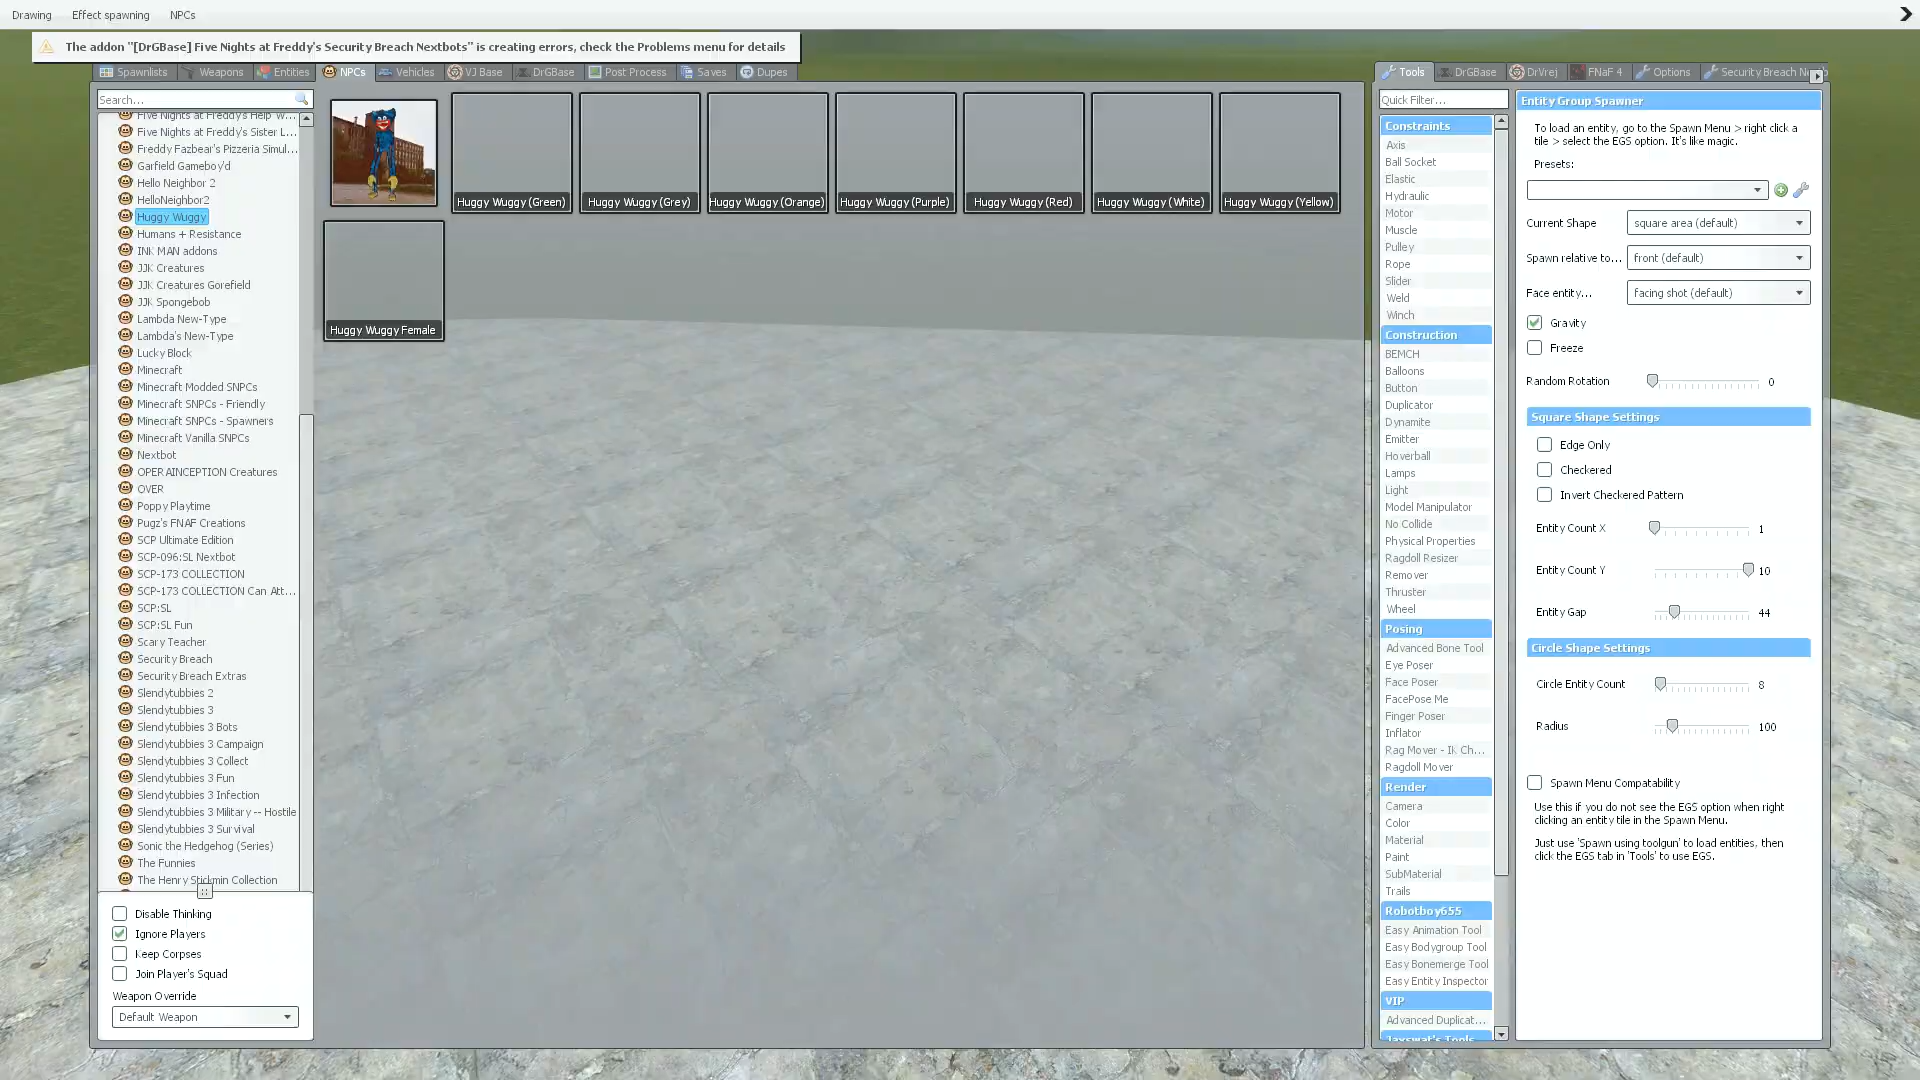 Drawing Effect spawning NPCs
The addon "[DrGBase] Five Nights at Freddy's Security Breach Nextbots" is creating errors, check the Problems menu for details
Spawnlists Weapons Entities NPCs Vehicles VJ Base DrGBase Post Process Saves Dupes
Search...
Five Nights at Freddy's Help W...
Five Nights at Freddy's Sister L...
Freddy Fazbear's Pizzeria Simul...
Garfield Gameboy'd
Hello Neighbor 2
HelloNeighbor2
Huggy Wuggy
Humans + Resistance
INK MAN addons
JJK Creatures
JJK Creatures Gorefield
JJK Spongebob
Lambda New-Type
Lambda's New-Type
Lucky Block
Minecraft
Minecraft Modded SNPCs
Minecraft SNPCs - Friendly
Minecraft SNPCs - Spawners
Minecraft Vanilla SNPCs
Nextbot
OPERAINCEPTION Creatures
OVER
Poppy Playtime
Pugz's FNAF Creations
SCP Ultimate Edition
SCP-096:SL Nextbot
SCP-173 COLLECTION
SCP-173 COLLECTION Can Att...
SCP:SL
SCP:SL Fun
Scary Teacher
Security Breach
Security Breach Extras
Slendytubbies 2
Slendytubbies 3
Slendytubbies 3 Bots
Slendytubbies 3 Campaign
Slendytubbies 3 Collect
Slendytubbies 3 Fun
Slendytubbies 3 Infection
Slendytubbies 3 Military -- Hostile
Slendytubbies 3 Survival
Sonic the Hedgehog (Series)
The Funnies
The Henry Stickmin Collection
Disable Thinking
Ignore Players
Keep Corpses
Join Player's Squad
Weapon Override
Default Weapon
Huggy Wuggy (Green) Huggy Wuggy (Grey) Huggy Wuggy (Orange) Huggy Wuggy (Purple) Huggy Wuggy (Red) Huggy Wuggy (White) Huggy Wuggy (Yellow)
Huggy Wuggy Female
Tools DrGBase DrVrej FNaF 4 Options Security Breach N
Quick Filter...
Constraints
Axis
Ball Socket
Elastic
Hydraulic
Motor
Muscle
Pulley
Rope
Slider
Weld
Winch
Construction
BEMCH
Balloons
Button
Duplicator
Dynamite
Emitter
Hoverball
Lamps
Light
Model Manipulator
No Collide
Physical Properties
Ragdoll Resizer
Remover
Thruster
Wheel
Posing
Advanced Bone Tool
Eye Poser
Face Poser
FacePose Me
Finger Poser
Inflator
Rag Mover - Ik Ch...
Ragdoll Mover
Render
Camera
Color
Material
Paint
SubMaterial
Trails
Robotboy655
Easy Animation Tool
Easy Bodygroup Tool
Easy Bonemerge Tool
Easy Entity Inspector
VIP
Advanced Duplicat...
Jaxswat's Tools
Entity Group Spawner
To load an entity, go to the Spawn Menu > right click a
tile > select the EGS option. It's like magic.
Presets:
Current Shape square area (default)
Spawn relative to... front (default)
Face entity... facing shot (default)
Gravity
Freeze
Random Rotation 0
Square Shape Settings
Edge Only
Checkered
Invert Checkered Pattern
Entity Count X 1
Entity Count Y 10
Entity Gap 44
Circle Shape Settings
Circle Entity Count 8
Radius 100
Spawn Menu Compatability
Use this if you do not see the EGS option when right
clicking an entity tile in the Spawn Menu.
Just use 'Spawn using toolgun' to load entities, then
click the EGS tab in 'Tools' to use EGS.